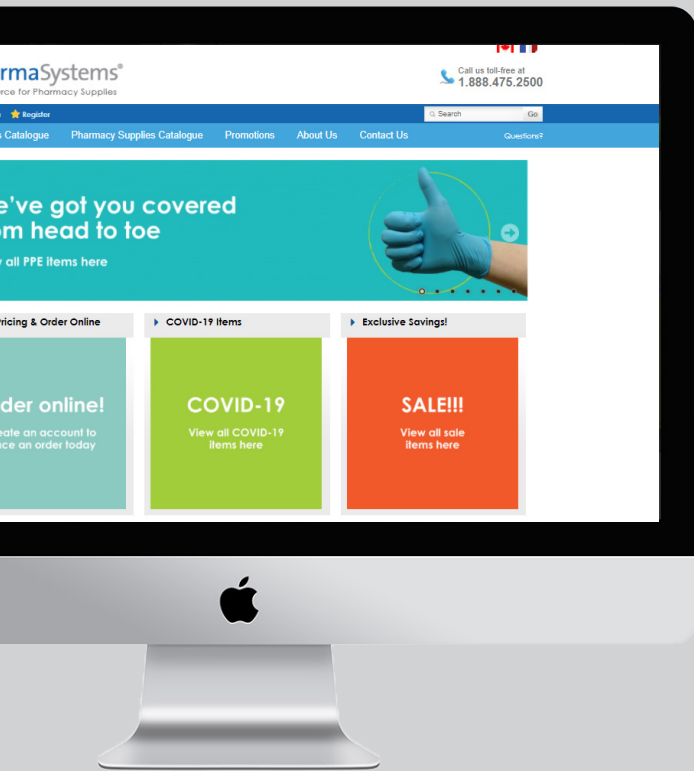 rmaSystems®
rce for Pharmacy Supplies
Call us toll-free at
1.888.475.2500
Register
Search
Go
s Catalogue
Pharmacy Supplies Catalogue
Promotions
About Us
Contact Us
Questions?
e've got you covered
om head to toe
all PPE items here
ricing & Order Online
COVID-19 Items
Exclusive Savings!
der online!
eate an account to
ace an order today
COVID-19
View all COVID-19
items here
SALE!!!
View all sale
items here